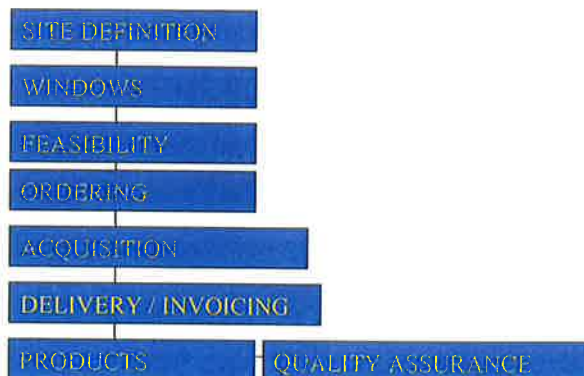 SITE DEFINITION
WINDOWS
FEASIBILITY
ORDERING
ACQUISITION
DELIVERY / INVOICING
PRODUCTS
QUALITY ASSURANCE